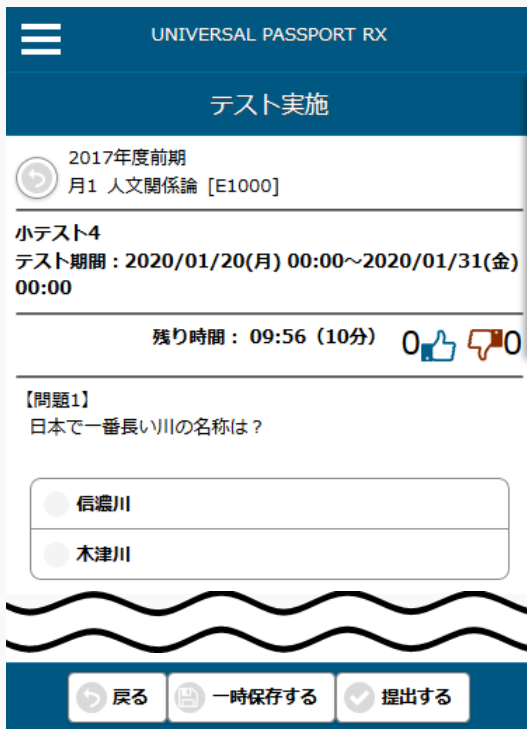 UNIVERSAL PASSPORT RX
テスト実施
2017年度前期
月1 人文関係論 [E1000]
小テスト4
テスト期間：2020/01/20(月) 00:00～2020/01/31(金)
00:00
残り時間： 09:56（10分） 0 0
【問題1】
日本で一番長い川の名称は？
信濃川
木津川
戻る 一時保存する 提出する